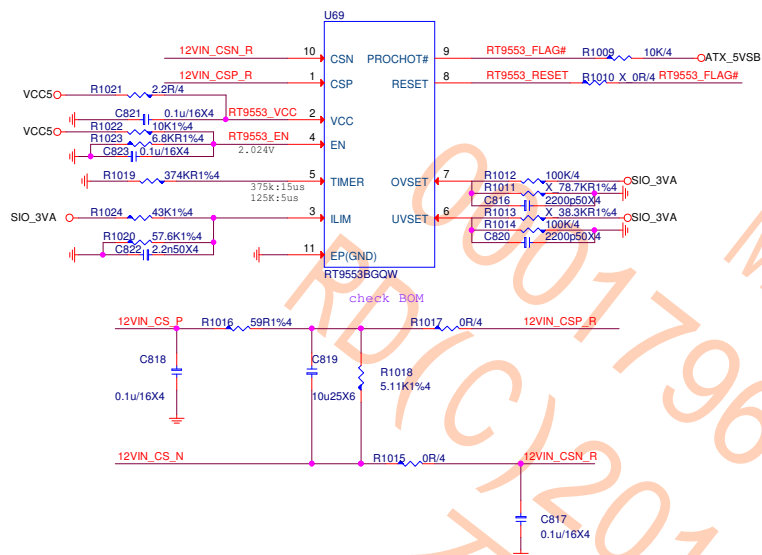 U69
12VIN_CSN_R
10
CSN
PROCHOT#
9
RT9553_FLAG#
R1009
10K/4
ATX_5VSB
12VIN_CSP_R
1
CSP
RESET
8
RT9553_RESET
R1010
X_0R/4
RT9553_FLAG#
R1021
2.2R/4
VCC5
C821
0.1u/16X4
RT9553_VCC
2
VCC
VCC5
R1022
10K1%4
R1023
6.8KR1%4
RT9553_EN
4
EN
C823
0.1u/16X4
2.024V
R1019
374KR1%4
5
TIMER
375k:15us
125K:5us
OVSET
7
R1012
100K/4
SIO_3VA
R1011
X_78.7KR1%4
C816
2200p50X4
SIO_3VA
R1024
43K1%4
3
ILIM
UVSET
6
R1013
X_38.3KR1%4
SIO_3VA
R1014
100K/4
C820
2200p50X4
R1020
57.6K1%4
C822
2.2n50X4
11
EP(GND)
RT9553BGQW
check BOM
12VIN_CS_P
R1016
59R1%4
R1017
0R/4
12VIN_CSP_R
C818
0.1u/16X4
C819
10u25X6
R1018
5.11K1%4
12VIN_CS_N
R1015
0R/4
12VIN_CSN_R
C817
0.1u/16X4
RD(C)201